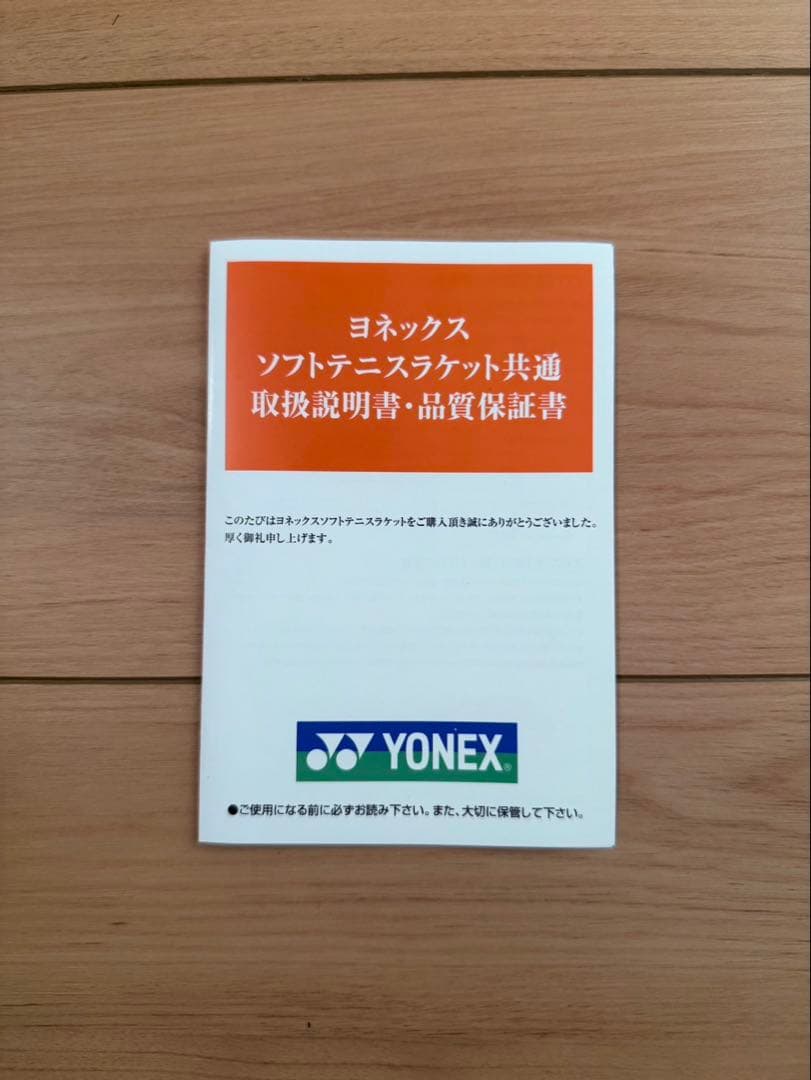 ヨネックス
ソフトテニスラケット共通
取扱説明書・品質保証書
このたびはヨネックスソフトテニスラケットをご購入頂き誠にありがとうございました。
厚く御礼申し上げます。
YONEX®
●ご使用になる前に必ずお読み下さい。また、大切に保管して下さい。